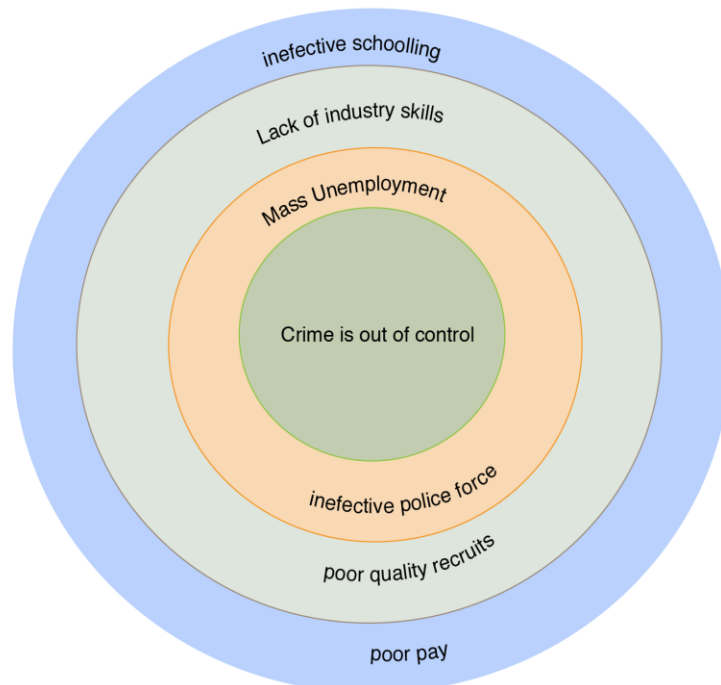 inefective schoolling
Lack of industry skills
Mass Unemployment
Crime is out of control
inefective police force
poor quality recruits
poor pay